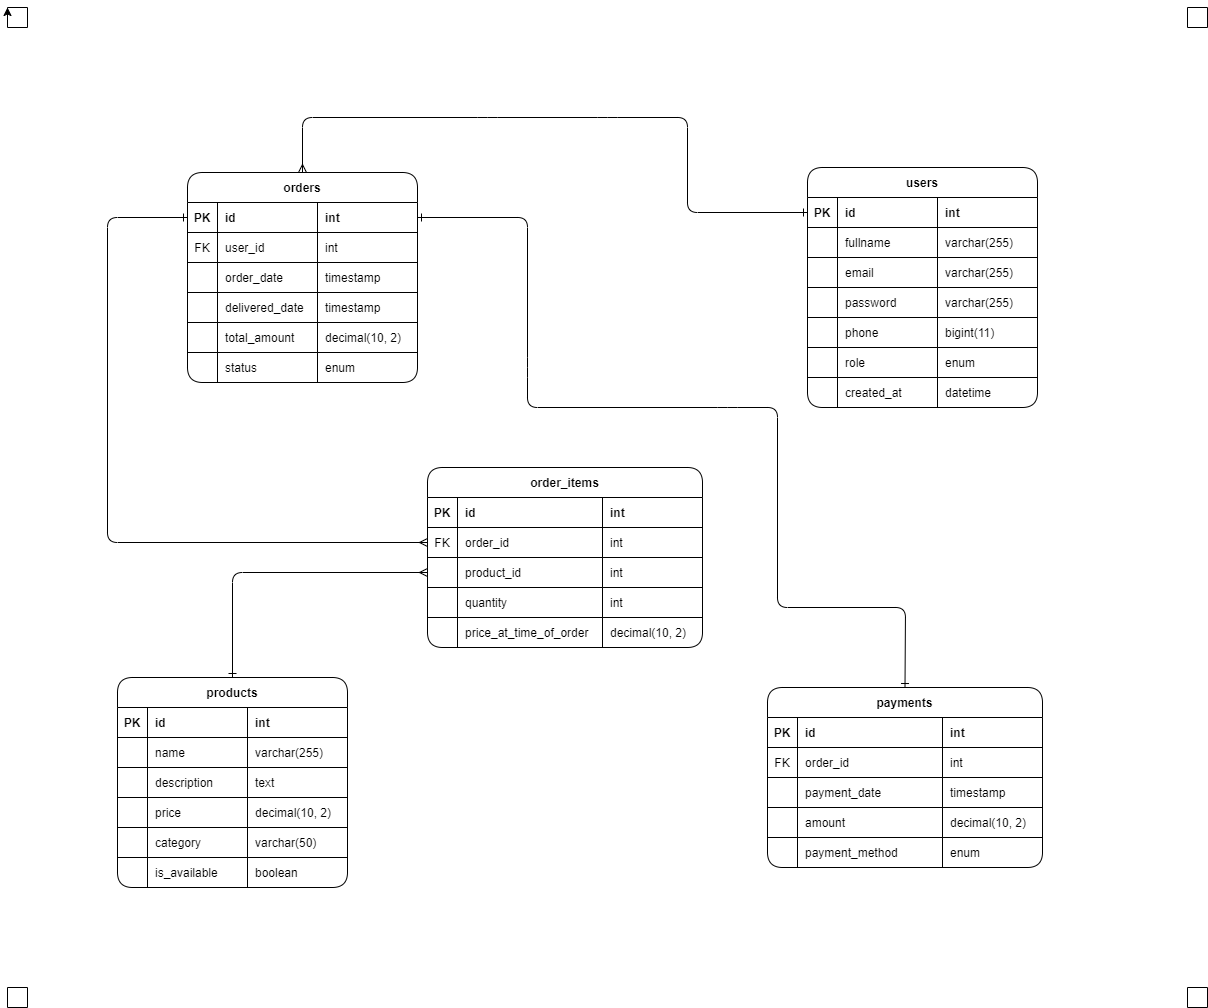 orders
PK id int
FK user_id int
order_date timestamp
delivered_date timestamp
total_amount decimal(10, 2)
status enum
users
PK id int
fullname varchar(255)
email varchar(255)
password varchar(255)
phone bigint(11)
role enum
created_at datetime
order_items
PK id int
FK order_id int
product_id int
quantity int
price_at_time_of_order decimal(10, 2)
products
PK id int
name varchar(255)
description text
price decimal(10, 2)
category varchar(50)
is_available boolean
payments
PK id int
FK order_id int
payment_date timestamp
amount decimal(10, 2)
payment_method enum